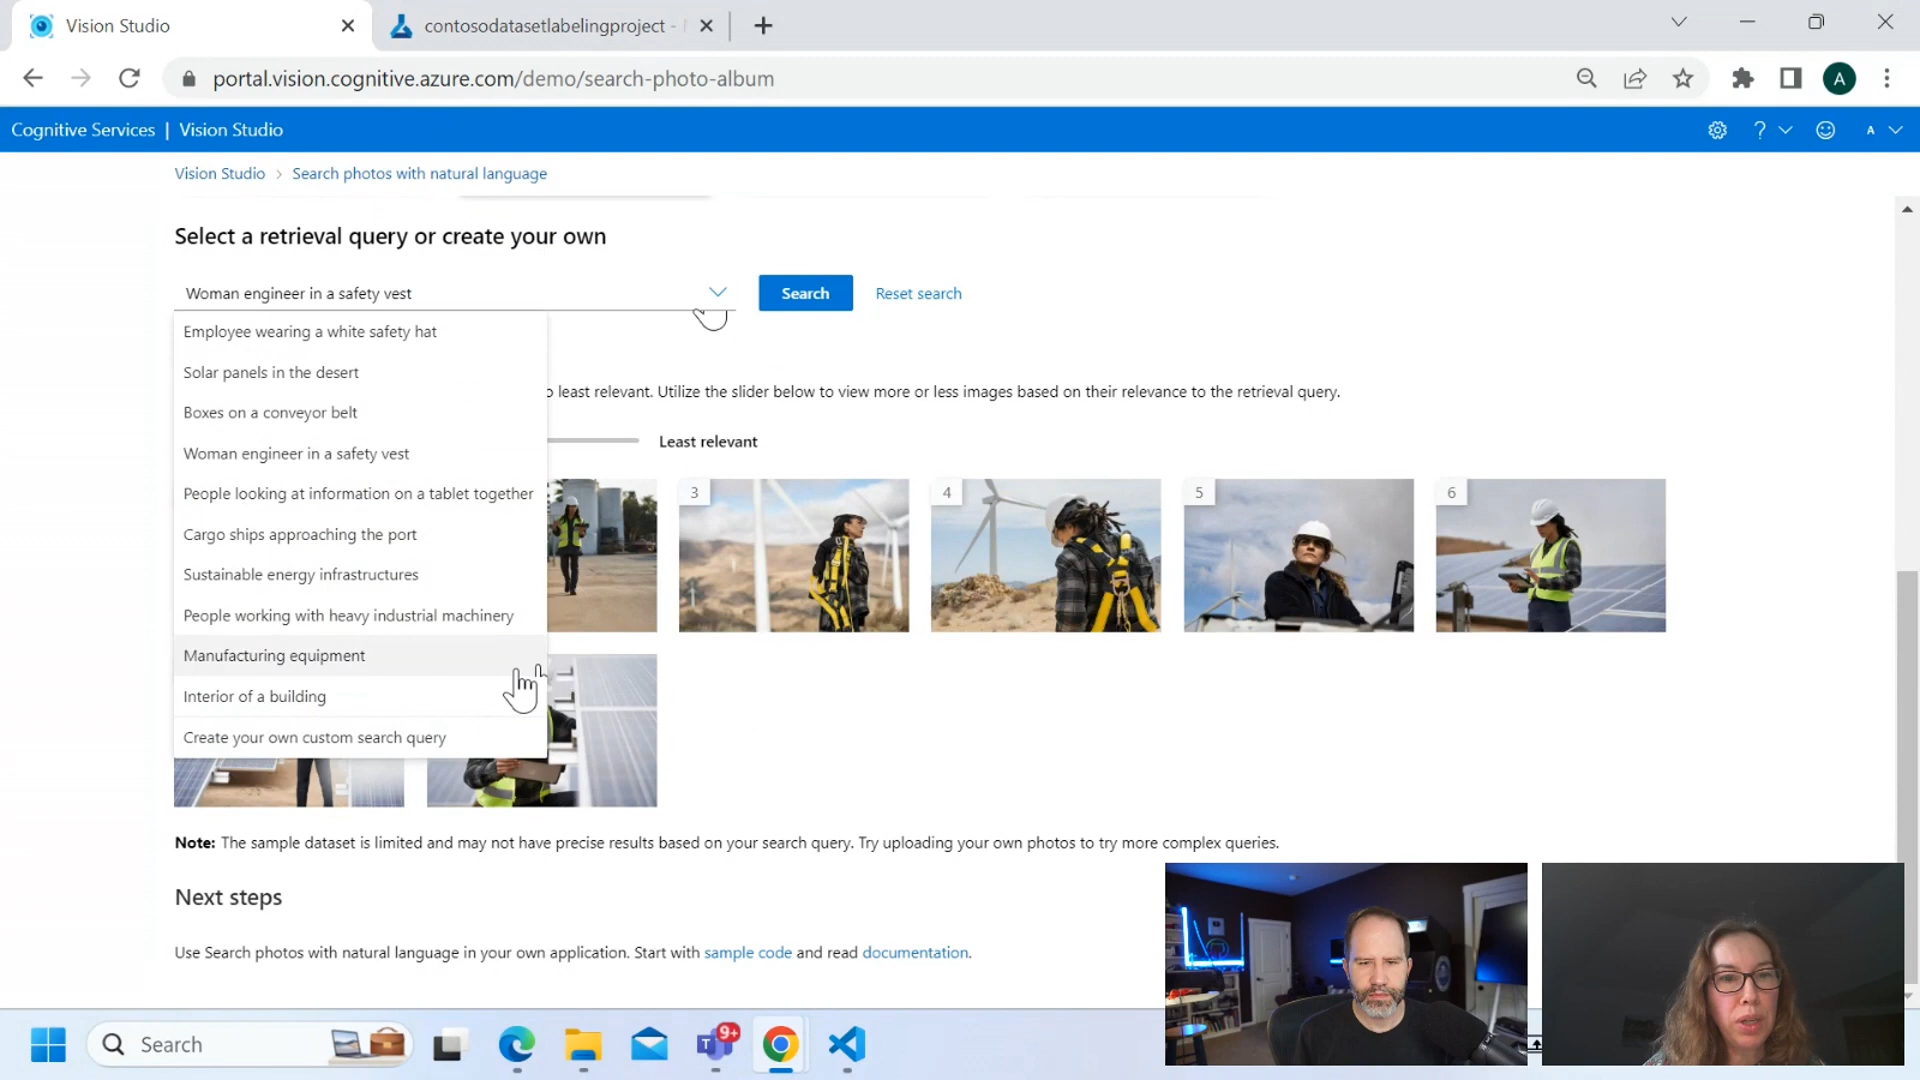 Vision Studio
contosodatasetlabelingproject -
portal.vision.cognitive.azure.com/demo/search-photo-album
A
Cognitive Services | Vision Studio
?
A
Vision Studio > Search photos with natural language
Select a retrieval query or create your own
Woman engineer in a safety vest
Search
Reset search
Employee wearing a white safety hat
Solar panels in the desert
Boxes on a conveyor belt
Woman engineer in a safety vest
People looking at information on a tablet together
Cargo ships approaching the port
Sustainable energy infrastructures
People working with heavy industrial machinery
Manufacturing equipment
Interior of a building
Create your own custom search query
least relevant. Utilize the slider below to view more or less images based on their relevance to the retrieval query.
Least relevant
3
4
5
6
Note: The sample dataset is limited and may not have precise results based on your search query. Try uploading your own photos to try more complex queries.
Next steps
Use Search photos with natural language in your own application. Start with sample code and read documentation.
Search
9+